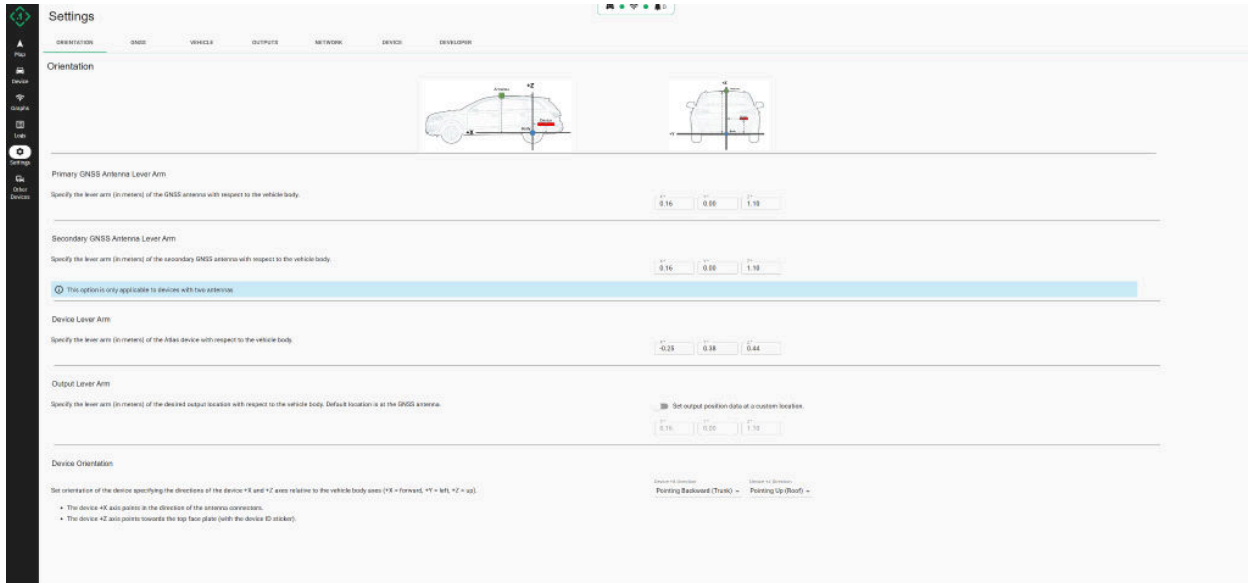 Settings
Map
Device
Graphs
Logs
Settings
Other
Devices
ORIENTATION GNSS VEHICLE OUTPUTS NETWORK DEVICE DEVELOPER
Orientation
+Z
Antenna
Device
Body
+X
Primary GNSS Antenna Lever Arm
Specify the lever arm (in meters) of the GNSS antenna with respect to the vehicle body.
0.16 0.00 1.10
Secondary GNSS Antenna Lever Arm
Specify the lever arm (in meters) of the secondary GNSS antenna with respect to the vehicle body.
0.16 0.00 1.10
This option is only applicable to devices with two antennas
Device Lever Arm
Specify the lever arm (in meters) of the Atlas device with respect to the vehicle body.
-0.25 0.38 0.44
Output Lever Arm
Specify the lever arm (in meters) of the desired output location with respect to the vehicle body. Default location is at the GNSS antenna.
Set output position data at a custom location.
0.16 0.00 1.10
Device Orientation
Set orientation of the device specifying the directions of the device +X and +Z axes relative to the vehicle body axes (+X = forward, +Y = left, +Z = up).
Device +X Direction Device +Z Direction
Pointing Backward (Trunk) Pointing Up (Roof)
• The device +X axis points in the direction of the antenna connectors.
• The device +Z axis points towards the top face plate (with the device ID sticker).